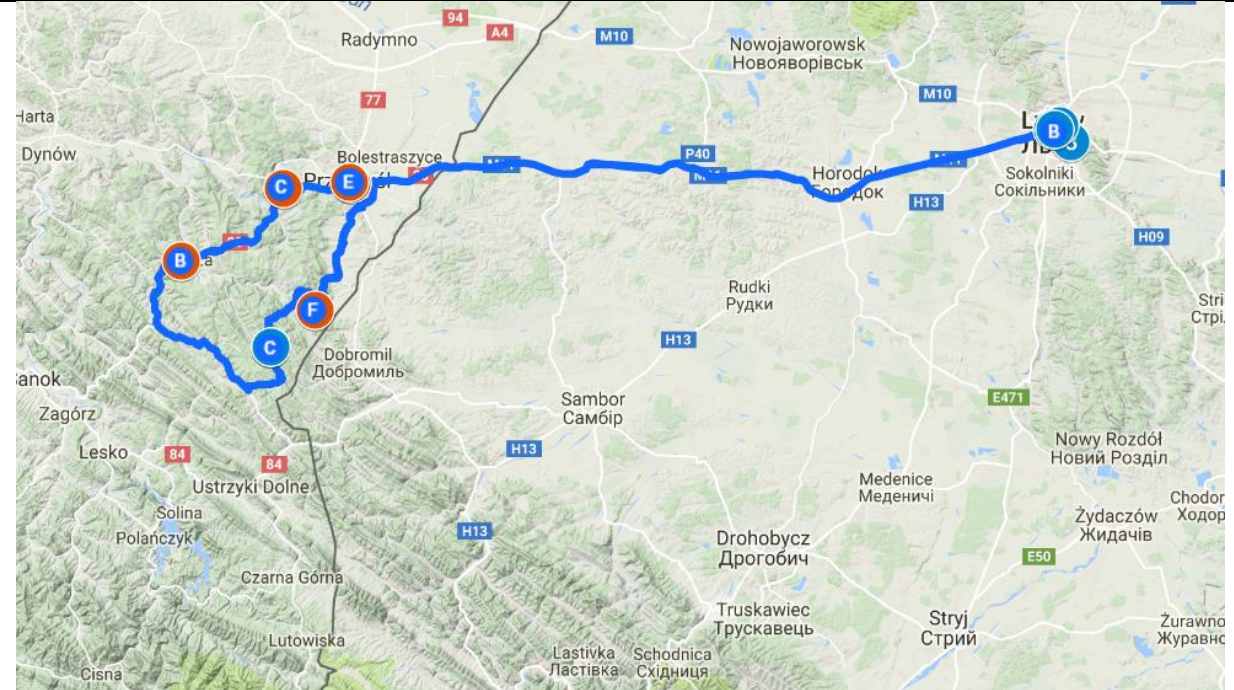 94
Radymno
A4
M10
Nowojaworowsk
Новояворівськ
77
M10
Harta
Dynów
Bolestraszyce
P40
B
C
E
Horodok
Sokolniki
Сокільники
H13
H09
B
Rudki
Рудки
F
C
Dobromil
Добромиль
H13
Sambor
Самбір
E471
Zagórz
Lesko
84
84
H13
Nowy Rozdół
Новий Розділ
Ustrzyki Dolne
Medenice
Меденичі
Solina
Polańczyk
H13
Drohobycz
Дрогобич
Żydaczów
Жидачів
E50
Czarna Górna
Truskawiec
Трускавець
Stryj
Стрий
Lutowiska
Lastivka
Ластівка
Schodnica
Східниця
Cisna